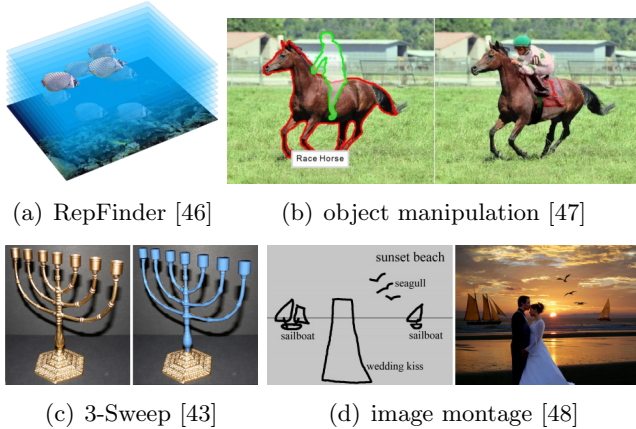 Race Horse
(a) RepFinder [46]
(b) object manipulation [47]
sunset beach
seagull
sailboat
sailboat
wedding kiss
(c) 3-Sweep [43]
(d) image montage [48]